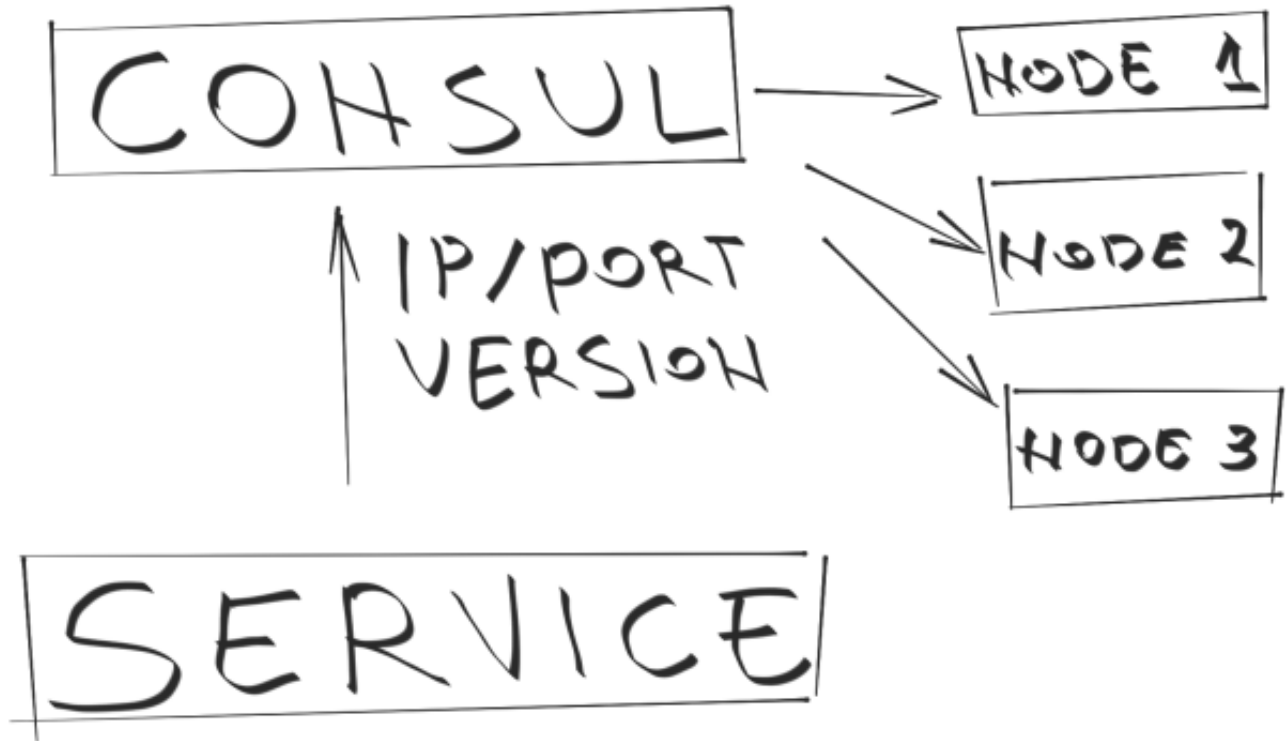 CONSUL
NODE 1
IP/PORT
VERSION
NODE 2
NODE 3
SERVICE